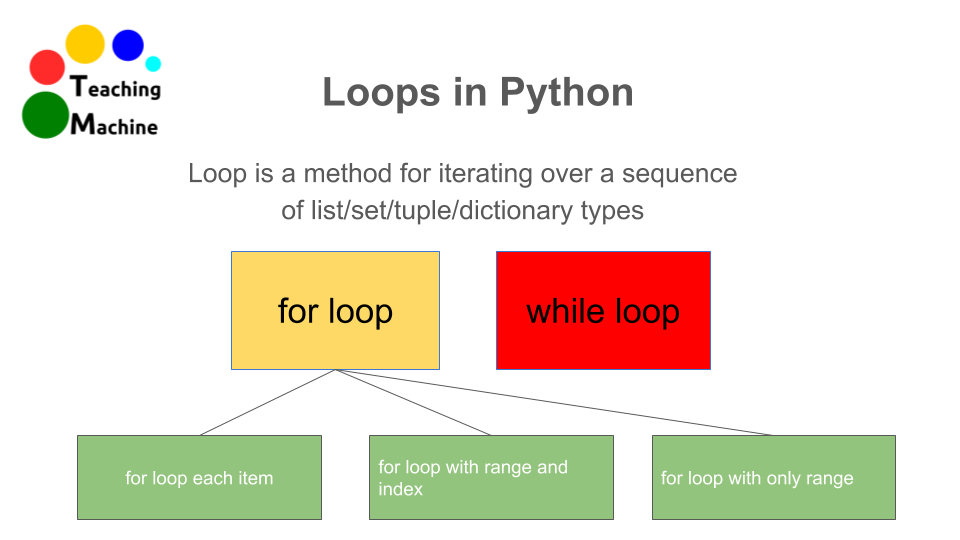 Teaching
Machine
Loops in Python
Loop is a method for iterating over a sequence
of list/set/tuple/dictionary types
for loop
while loop
for loop each item
for loop with range and
index
for loop with only range